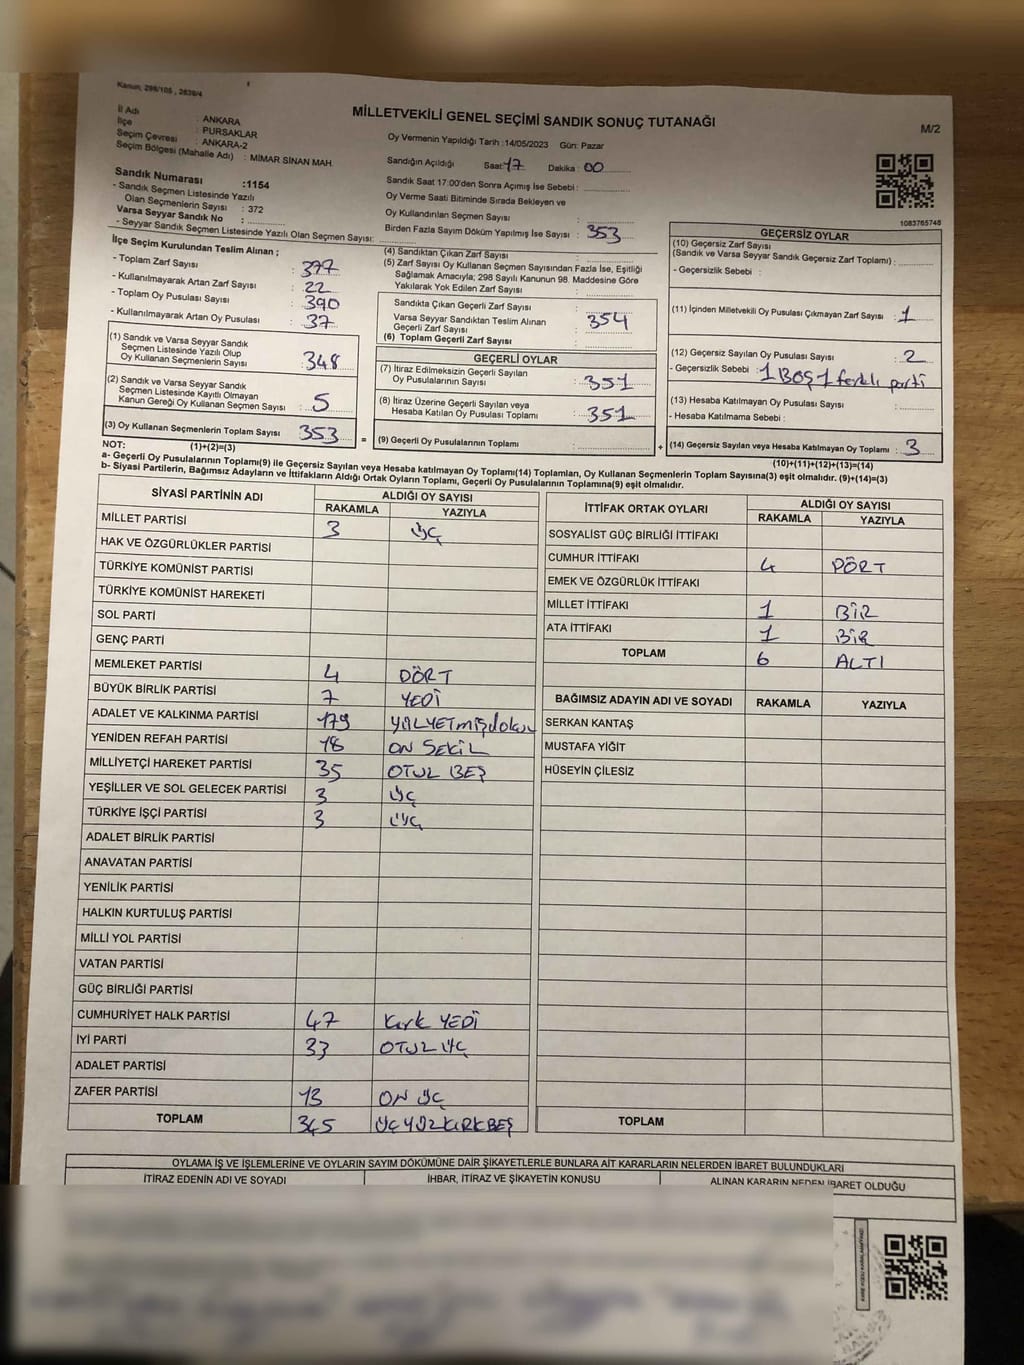 Kanun: 298/105 , 2839/4
MİLLETVEKİLİ GENEL SEÇİMİ SANDIK SONUÇ TUTANAĞI
M/2
İl Adı : ANKARA
İlçe : PURSAKLAR
Seçim Çevresi : ANKARA-2
Seçim Bölgesi (Mahalle Adı) : MİMAR SİNAN MAH.
Oy Vermenin Yapıldığı Tarih :14/05/2023 Gün: Pazar
Sandığın Açıldığı Saat: 17 Dakika : 00
Sandık Saat 17:00'den Sonra Açımış İse Sebebi :
Oy Verme Saati Bitiminde Sırada Bekleyen ve
Oy Kullandırılan Seçmen Sayısı :
Birden Fazla Sayım Döküm Yapılmış İse Sayısı : 353
1083765748
Sandık Numarası :1154
- Sandık Seçmen Listesinde Yazılı
Olan Seçmenlerin Sayısı : 372
Varsa Seyyar Sandık No :
- Seyyar Sandık Seçmen Listesinde Yazılı Olan Seçmen Sayısı:
İlçe Seçim Kurulundan Teslim Alınan ;
- Toplam Zarf Sayısı : 377
- Kullanılmayarak Artan Zarf Sayısı : 22
- Toplam Oy Pusulası Sayısı : 390
- Kullanılmayarak Artan Oy Pusulası : 37
(1) Sandık ve Varsa Seyyar Sandık
Seçmen Listesinde Yazılı Olup
Oy Kullanan Seçmenlerin Sayısı : 348
(2) Sandık ve Varsa Seyyar Sandık
Seçmen Listesinde Kayıtlı Olmayan
Kanun Gereği Oy Kullanan Seçmen Sayısı : 5
(3) Oy Kullanan Seçmenlerin Toplam Sayısı : 353
(4) Sandıktan Çıkan Zarf Sayısı :
(5) Zarf Sayısı Oy Kullanan Seçmen Sayısından Fazla İse, Eşitliği
Sağlamak Amacıyla; 298 Sayılı Kanunun 98. Maddesine Göre
Yakılarak Yok Edilen Zarf Sayısı :
Sandıkta Çıkan Geçerli Zarf Sayısı :
Varsa Seyyar Sandıktan Teslim Alınan
Geçerli Zarf Sayısı : 354
(6) Toplam Geçerli Zarf Sayısı :
GEÇERLİ OYLAR
(7) İtiraz Edilmeksizin Geçerli Sayılan
Oy Pusulalarının Sayısı : 351
(8) İtiraz Üzerine Geçerli Sayılan veya
Hesaba Katılan Oy Pusulası Toplamı : 351
= (9) Geçerli Oy Pusulalarının Toplamı :
GEÇERSİZ OYLAR
(10) Geçersiz Zarf Sayısı
(Sandık ve Varsa Seyyar Sandık Geçersiz Zarf Toplamı) :
- Geçersizlik Sebebi :
(11) İçinden Milletvekili Oy Pusulası Çıkmayan Zarf Sayısı : 1
(12) Geçersiz Sayılan Oy Pusulası Sayısı : 2
- Geçersizlik Sebebi : 1 BOŞ 1 farklı parti
(13) Hesaba Katılmayan Oy Pusulası Sayısı :
- Hesaba Katılmama Sebebi :
+ (14) Geçersiz Sayılan veya Hesaba Katılmayan Oy Toplamı : 3
NOT: (1)+(2)=(3)
(10)+(11)+(12)+(13)=(14)
a- Geçerli Oy Pusulalarının Toplamı(9) ile Geçersiz Sayılan veya Hesaba katılmayan Oy Toplamı(14) Toplamları, Oy Kullanan Seçmenlerin Toplam Sayısına(3) eşit olmalıdır. (9)+(14)=(3)
b- Siyasi Partilerin, Bağımsız Adayların ve İttifakların Aldığı Ortak Oyların Toplamı, Geçerli Oy Pusulalarının Toplamına(9) eşit olmalıdır.
SİYASİ PARTİNİN ADI ALDIĞI OY SAYISI
RAKAMLA YAZIYLA
MİLLET PARTİSİ 3 ÜÇ
HAK VE ÖZGÜRLÜKLER PARTİSİ
TÜRKİYE KOMÜNİST PARTİSİ
TÜRKİYE KOMÜNİST HAREKETİ
SOL PARTİ
GENÇ PARTİ
MEMLEKET PARTİSİ 4 DÖRT
BÜYÜK BİRLİK PARTİSİ 7 YEDİ
ADALET VE KALKINMA PARTİSİ 179
YENİDEN REFAH PARTİSİ 18 ON SEKİZ
MİLLİYETÇİ HAREKET PARTİSİ 35 OTUZ BEŞ
YEŞİLLER VE SOL GELECEK PARTİSİ 3 ÜÇ
TÜRKİYE İŞÇİ PARTİSİ 3 ÜÇ
ADALET BİRLİK PARTİSİ
ANAVATAN PARTİSİ
YENİLİK PARTİSİ
HALKIN KURTULUŞ PARTİSİ
MİLLİ YOL PARTİSİ
VATAN PARTİSİ
GÜÇ BİRLİĞİ PARTİSİ
CUMHURİYET HALK PARTİSİ 47 Kırk YEDİ
İYİ PARTİ 33 OTUZ ÜÇ
ADALET PARTİSİ
ZAFER PARTİSİ 13 ON ÜÇ
TOPLAM 345 ÜÇ YÜZ KIRK BEŞ
İTTİFAK ORTAK OYLARI ALDIĞI OY SAYISI
RAKAMLA YAZIYLA
SOSYALİST GÜÇ BİRLİĞİ İTTİFAKI
CUMHUR İTTİFAKI 4 DÖRT
EMEK VE ÖZGÜRLÜK İTTİFAKI
MİLLET İTTİFAKI 1 BİR
ATA İTTİFAKI 1 BİR
TOPLAM 6 ALTI
BAĞIMSIZ ADAYIN ADI VE SOYADI RAKAMLA YAZIYLA
SERKAN KANTAŞ
MUSTAFA YİĞİT
HÜSEYİN ÇİLESİZ
TOPLAM
OYLAMA İŞ VE İŞLEMLERİNE VE OYLARIN SAYIM DÖKÜMÜNE DAİR ŞİKAYETLERLE BUNLARA AİT KARARLARIN NELERDEN İBARET BULUNDUKLARI
İTİRAZ EDENİN ADI VE SOYADI İHBAR, İTİRAZ VE ŞİKAYETİN KONUSU ALINAN KARARIN NEDEN İBARET OLDUĞU